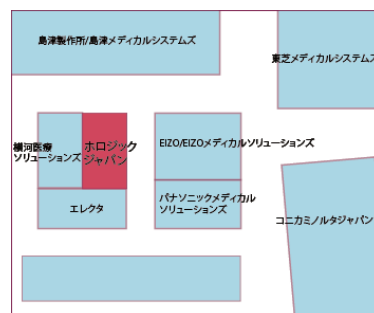 島津製作所/島津メディカルシステムズ
東芝メディカルシステムズ
横河医療
ソリューションズ
ホロジック
ジャパン
EIZO/EIZOメディカルソリューションズ
エレクタ
パナソニックメディカル
ソリューションズ
コニカミノルタジャパン